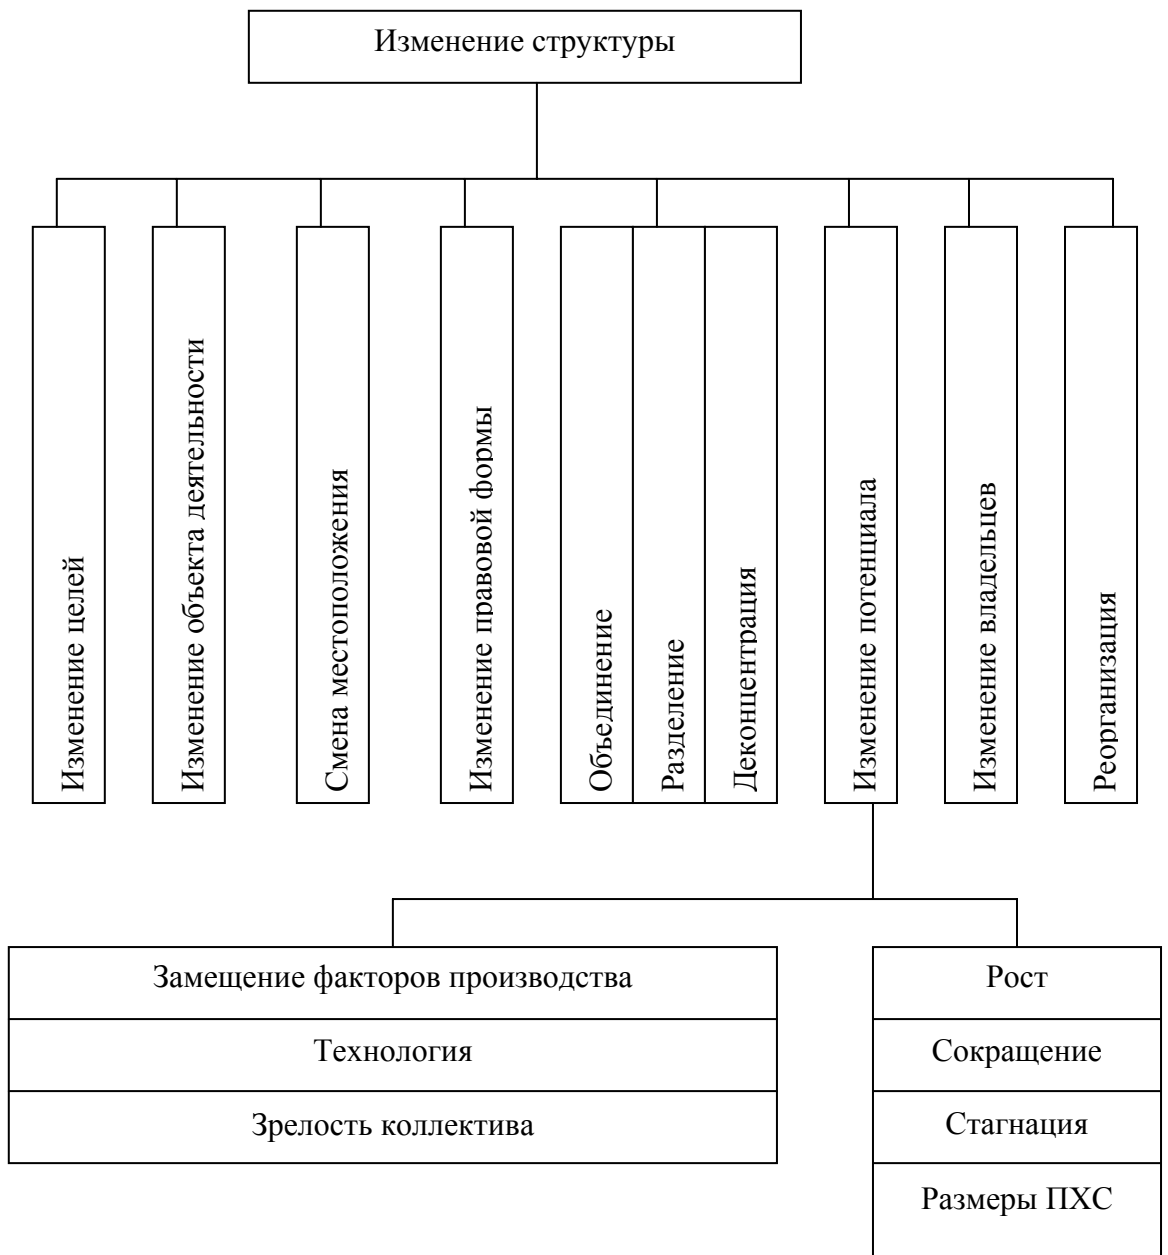 Изменение структуры
Изменение целей
Изменение объекта деятельности
Смена местоположения
Изменение правовой формы
Объединение
Разделение
Деконцентрация
Изменение потенциала
Изменение владельцев
Реорганизация
Замещение факторов производства
Технология
Зрелость коллектива
Рост
Сокращение
Стагнация
Размеры ПХС